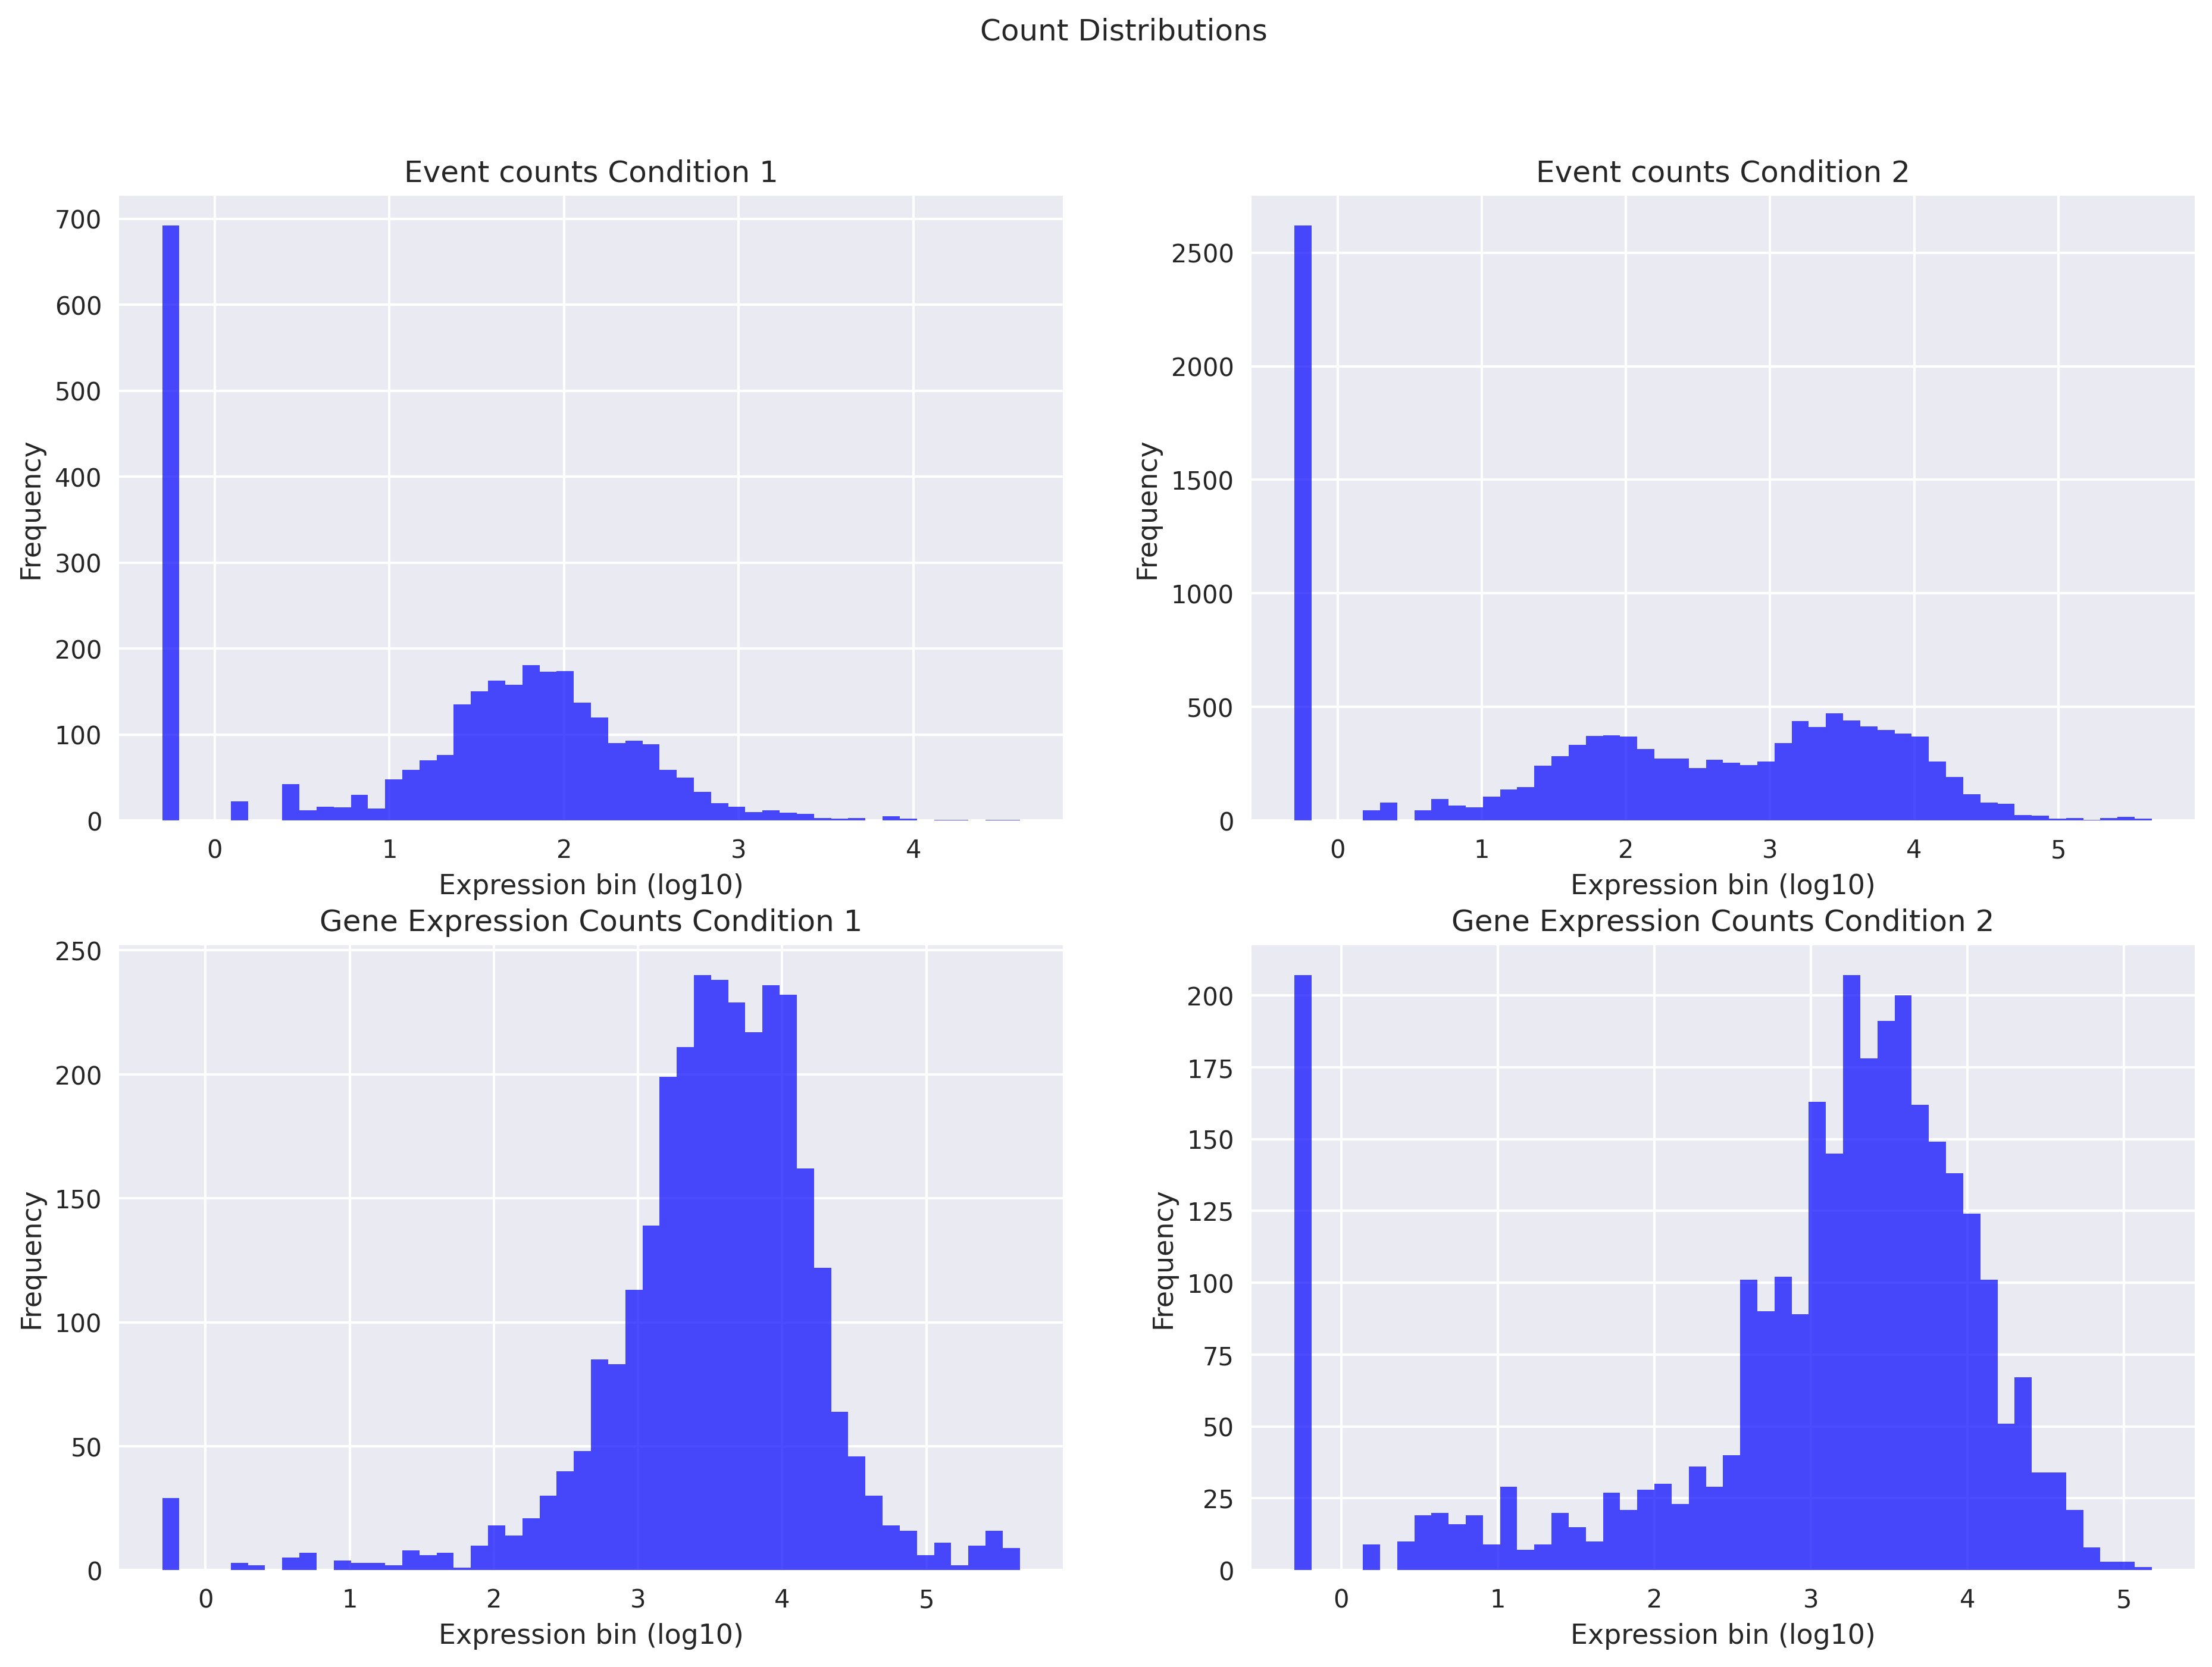 Count Distributions
Event counts Condition 1
700
600
500
400
300
200
100
0
Frequency
0 1 2 3 4
Expression bin (log10)
Event counts Condition 2
2500
2000
1500
1000
500
0
Frequency
0 1 2 3 4 5
Expression bin (log10)
Gene Expression Counts Condition 1
250
200
150
100
50
0
Frequency
0 1 2 3 4 5
Expression bin (log10)
Gene Expression Counts Condition 2
200
175
150
125
100
75
50
25
0
Frequency
0 1 2 3 4 5
Expression bin (log10)